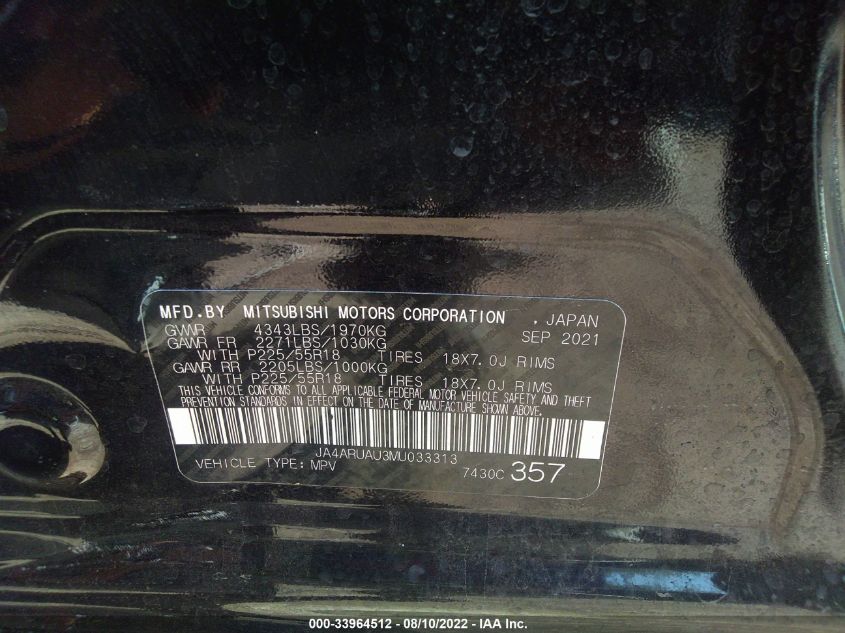 MFD.BY MITSUBISHI MOTORS CORPORATION , JAPAN
GVWR 4343LBS/1970KG SEP 2021
GAWR FR 2271LBS/1030KG
WITH P225/55R18 TIRES 18X7.0J RIMS
GAWR RR 2205LBS/1000KG
WITH P225/55R18 TIRES 18X7.0J RIMS
THIS VEHICLE CONFORMS TO ALL APPLICABLE FEDERAL MOTOR VEHICLE SAFETY AND THEFT
PREVENTION STANDARDS IN EFFECT ON THE DATE OF MANUFACTURE SHOWN ABOVE.
JA4ARUAU3MU033313
VEHICLE TYPE: MPV 7430C 357
000-33964512 - 08/10/2022 - IAA Inc.